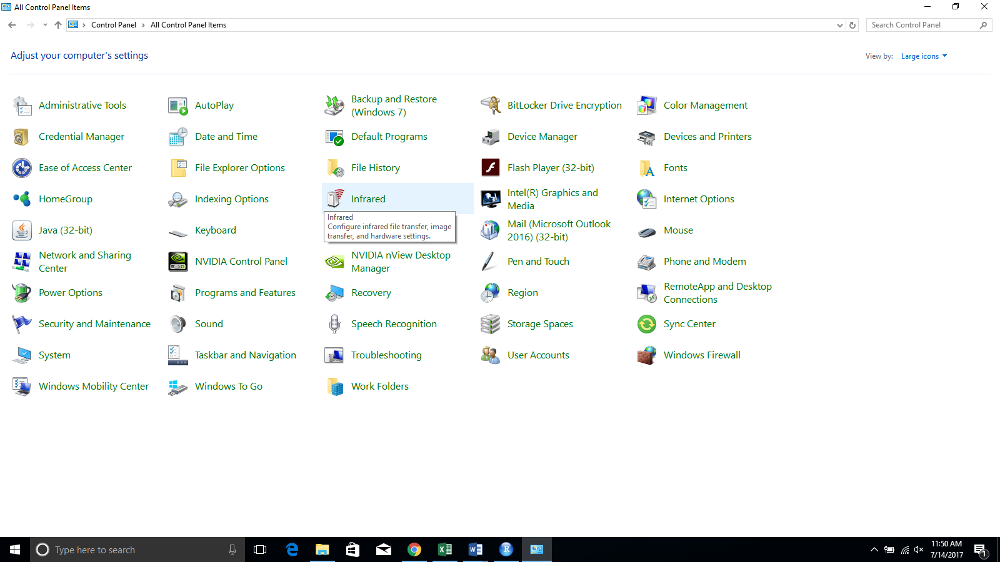 All Control Panel Items
Control Panel
All Control Panel Items
Search Control Panel
Adjust your computer's settings
View by:
Large icons
Administrative Tools
AutoPlay
Backup and Restore
(Windows 7)
BitLocker Drive Encryption
Color Management
Credential Manager
Date and Time
Default Programs
Device Manager
Devices and Printers
Ease of Access Center
File Explorer Options
File History
Flash Player (32-bit)
Fonts
HomeGroup
Indexing Options
Infrared
Intel(R) Graphics and
Media
Internet Options
Infrared
Configure infrared file transfer, image
transfer, and hardware settings.
Java (32-bit)
Keyboard
Mail (Microsoft Outlook
2016) (32-bit)
Mouse
Network and Sharing
Center
NVIDIA Control Panel
NVIDIA nView Desktop
Manager
Pen and Touch
Phone and Modem
Power Options
Programs and Features
Recovery
Region
RemoteApp and Desktop
Connections
Security and Maintenance
Sound
Speech Recognition
Storage Spaces
Sync Center
System
Taskbar and Navigation
Troubleshooting
User Accounts
Windows Firewall
Windows Mobility Center
Windows To Go
Work Folders
Type here to search
11:50 AM
7/14/2017
1